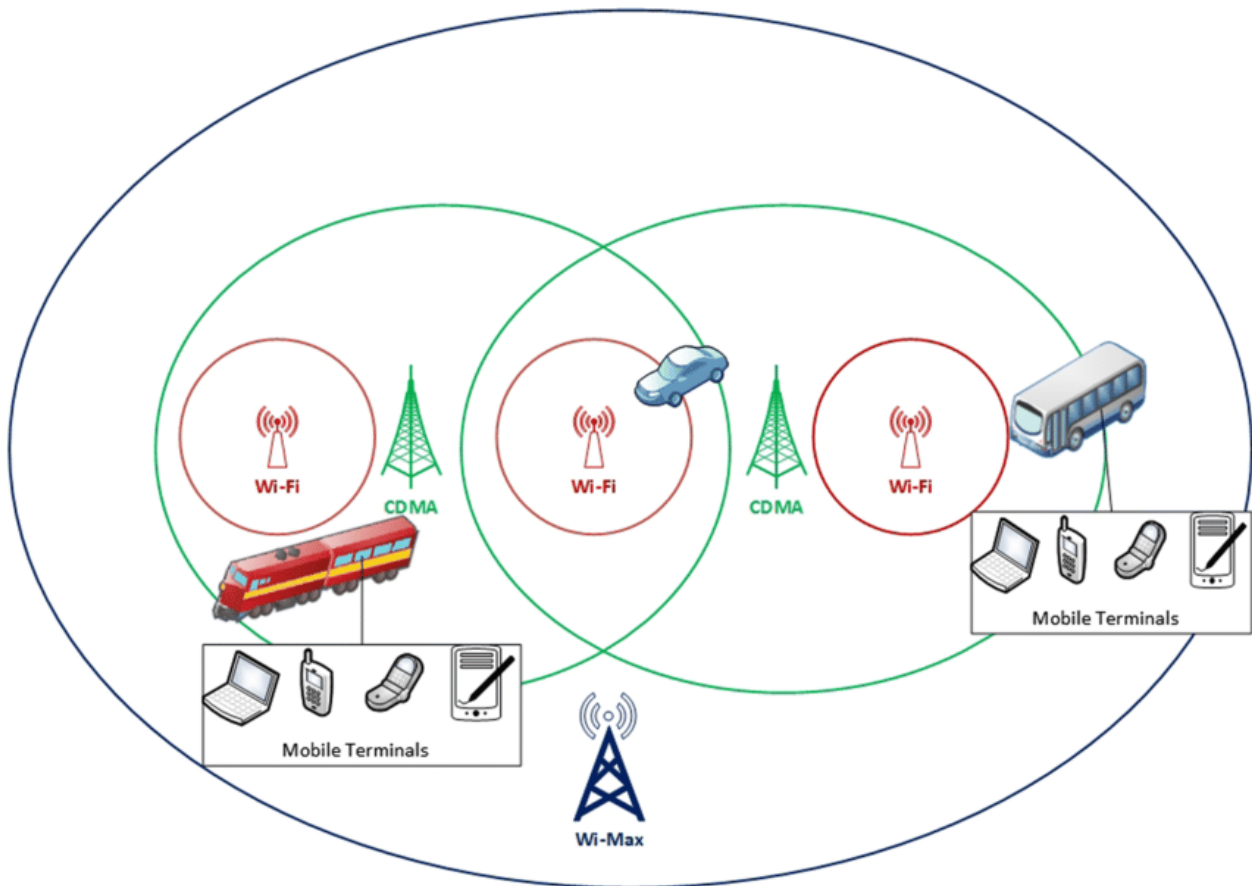 Wi-Fi
Wi-Fi
Wi-Fi
CDMA
CDMA
Mobile Terminals
Mobile Terminals
Wi-Max